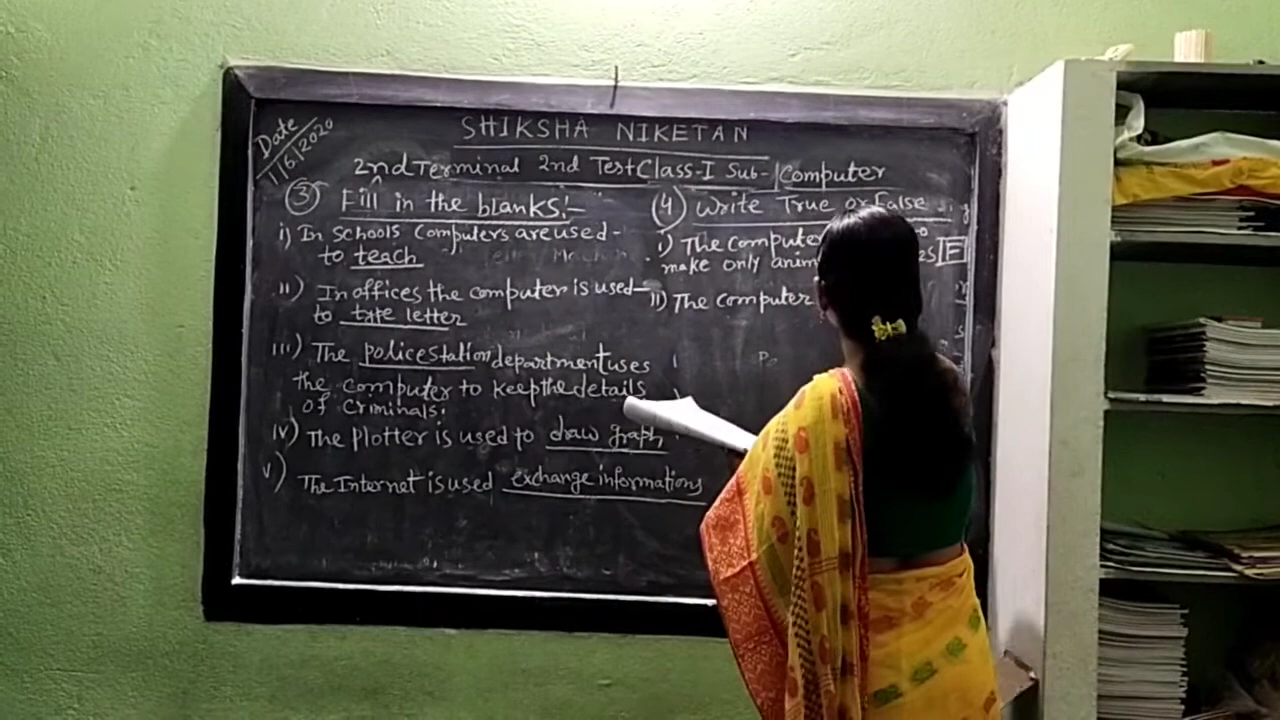 Date
1/6/2020
SHIKSHA NIKETAN
2nd Terminal 2nd Test Class-I Sub- Computer
③ Fill in the blanks:-
i) In schools computers are used-
to teach
ii) In offices the computer is used-
to type letter
iii) The police station department uses
the computer to keep the details
of criminals.
iv) The plotter is used to draw graph.
v) The Internet is used exchange informations
④ Write True or False
i) The computer
make only anim
F
ii) The computer